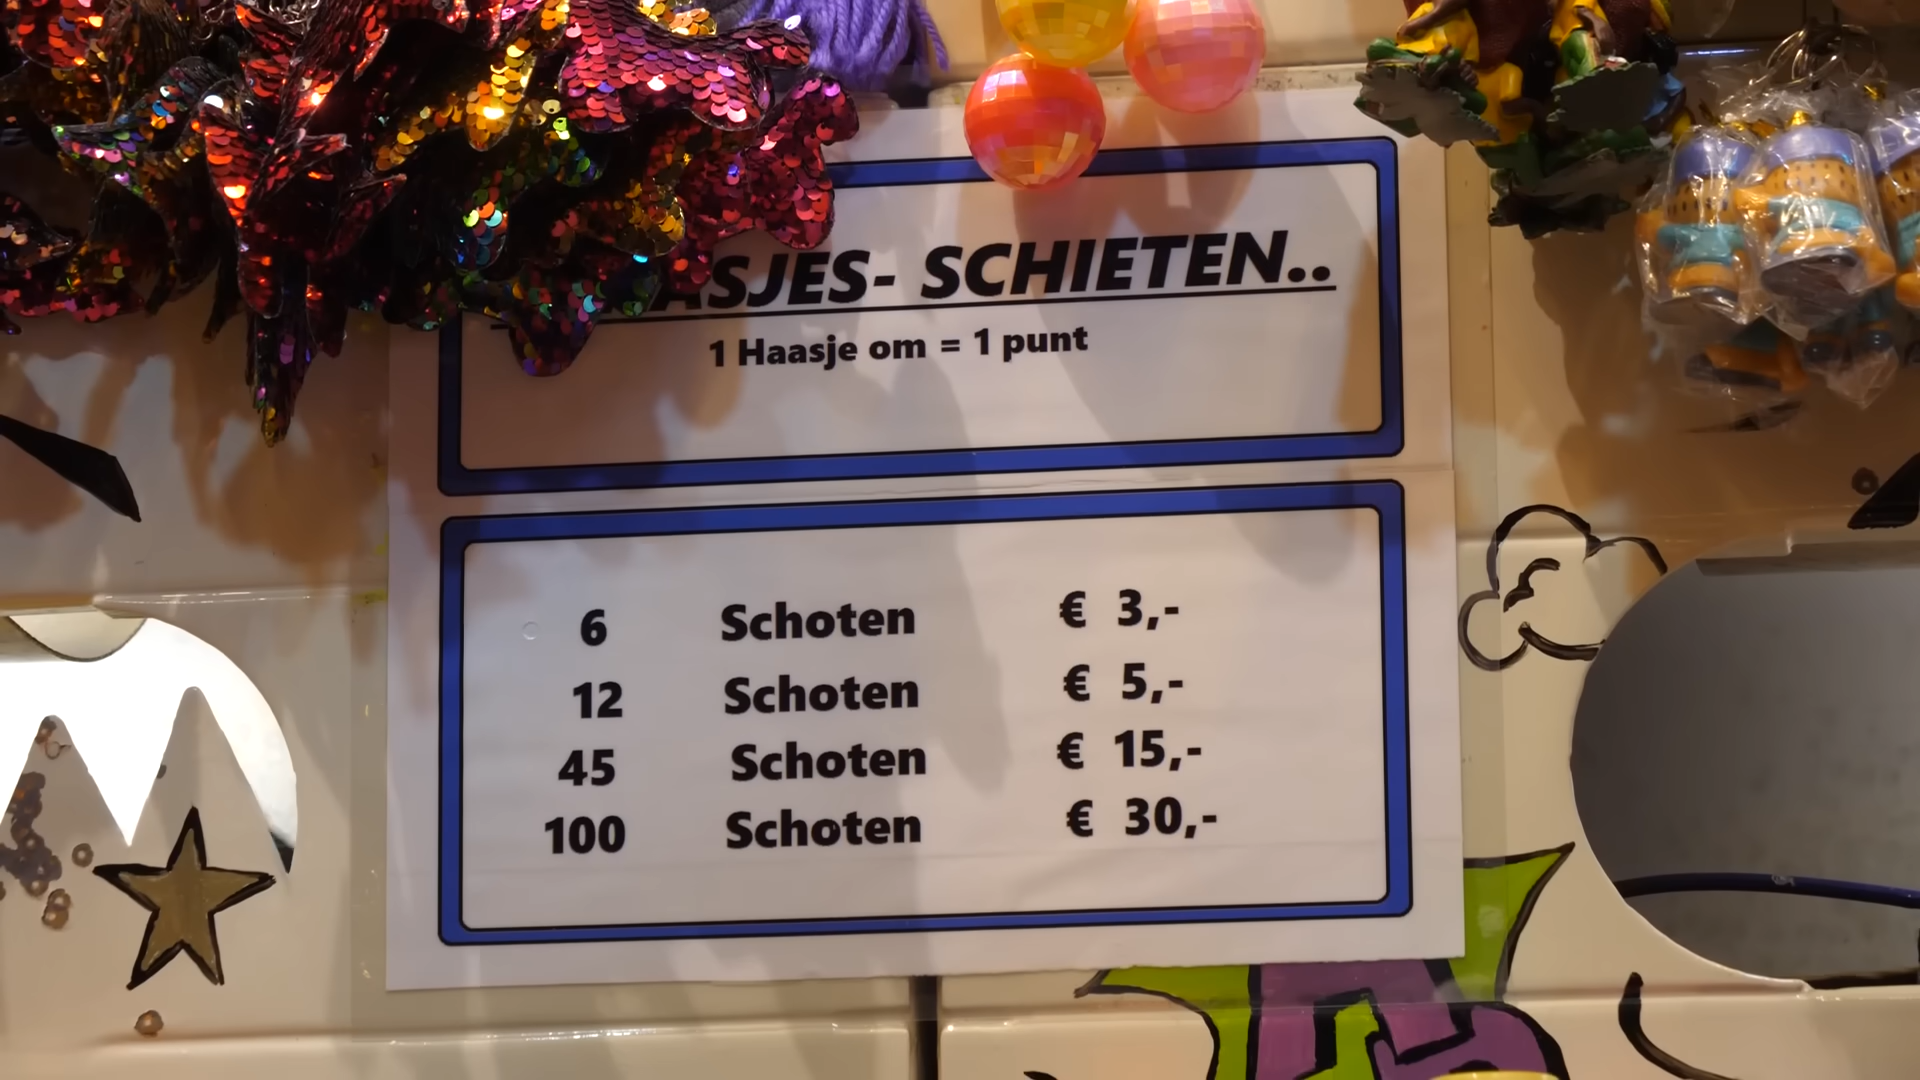 ASJES- SCHIETEN..
1 Haasje om = 1 punt
6 Schoten € 3,-
12 Schoten € 5,-
45 Schoten € 15,-
100 Schoten € 30,-